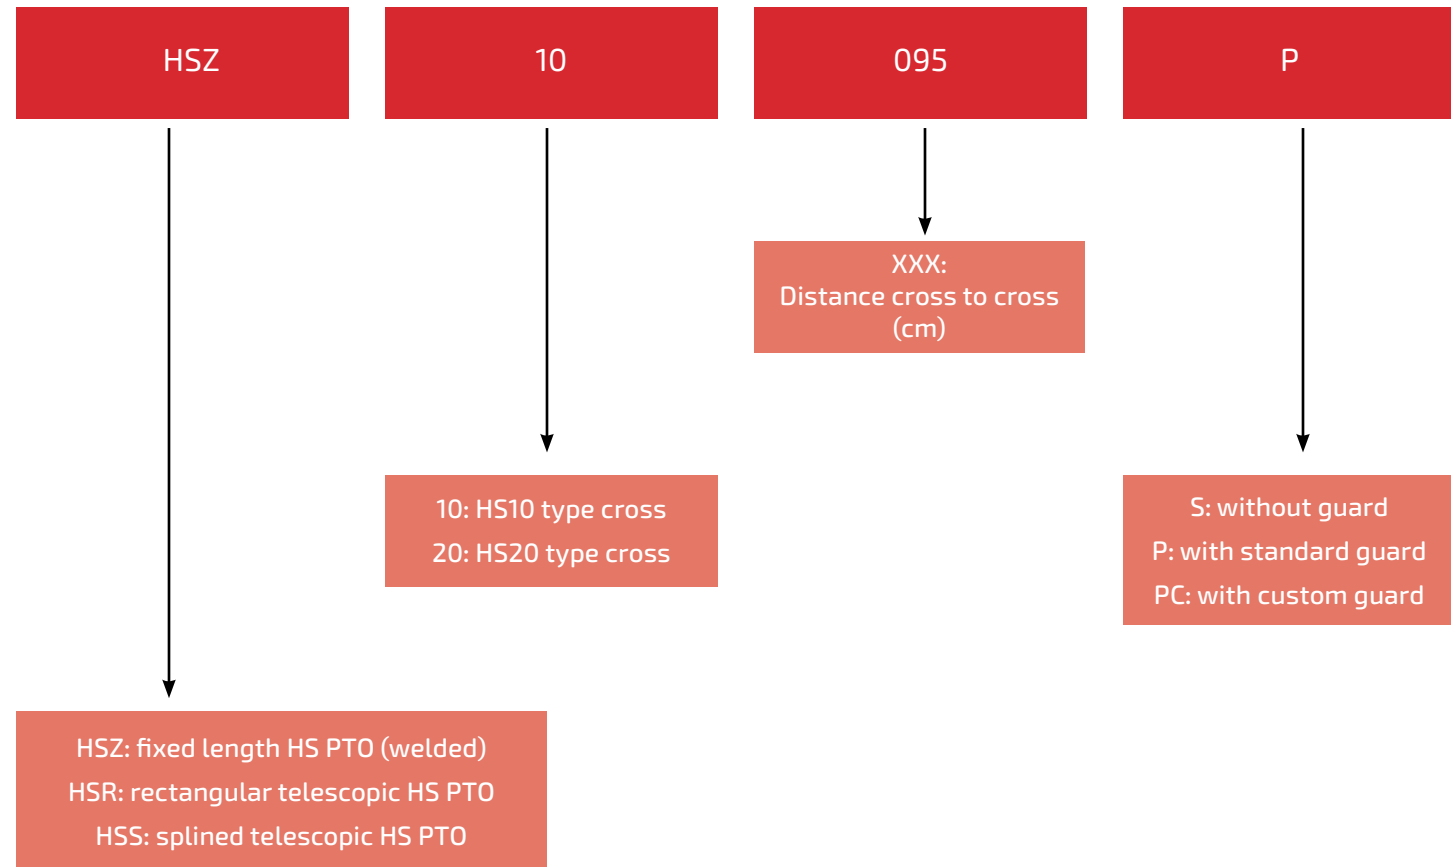 HSZ
10
095
P
XXX:
Distance cross to cross
(cm)
10: HS10 type cross
20: HS20 type cross
S: without guard
P: with standard guard
PC: with custom guard
HSZ: fixed length HS PTO (welded)
HSR: rectangular telescopic HS PTO
HSS: splined telescopic HS PTO